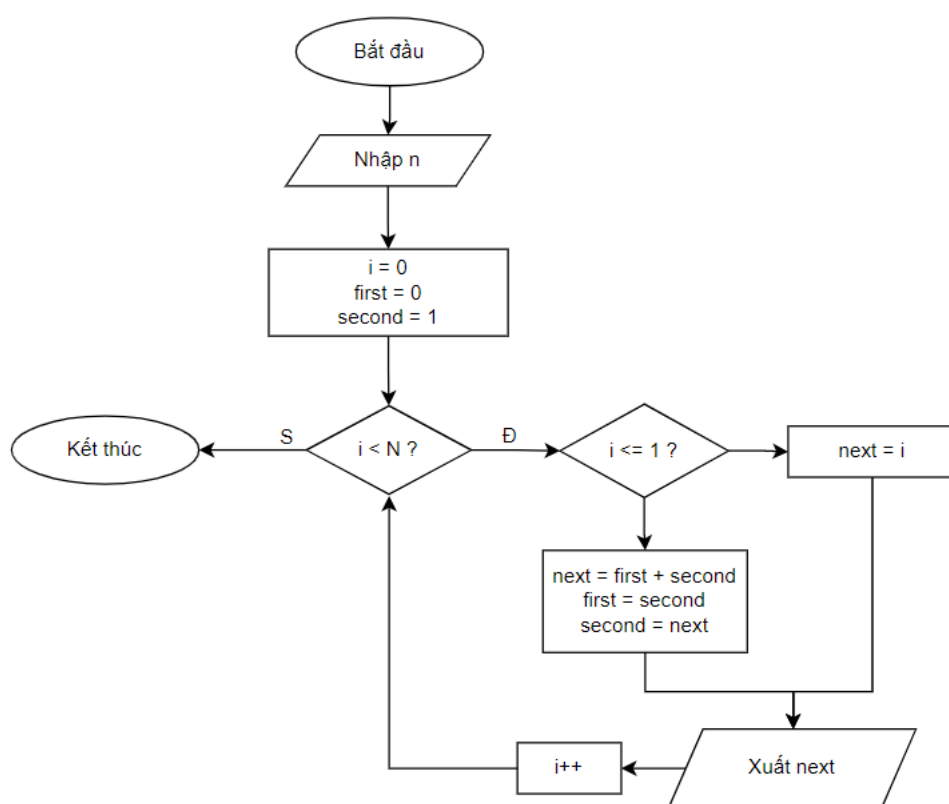 Bắt đầu
Nhập n
i = 0
first = 0
second = 1
Kết thúc
S
i < N ?
Đ
i <= 1 ?
next = i
next = first + second
first = second
second = next
i++
Xuất next